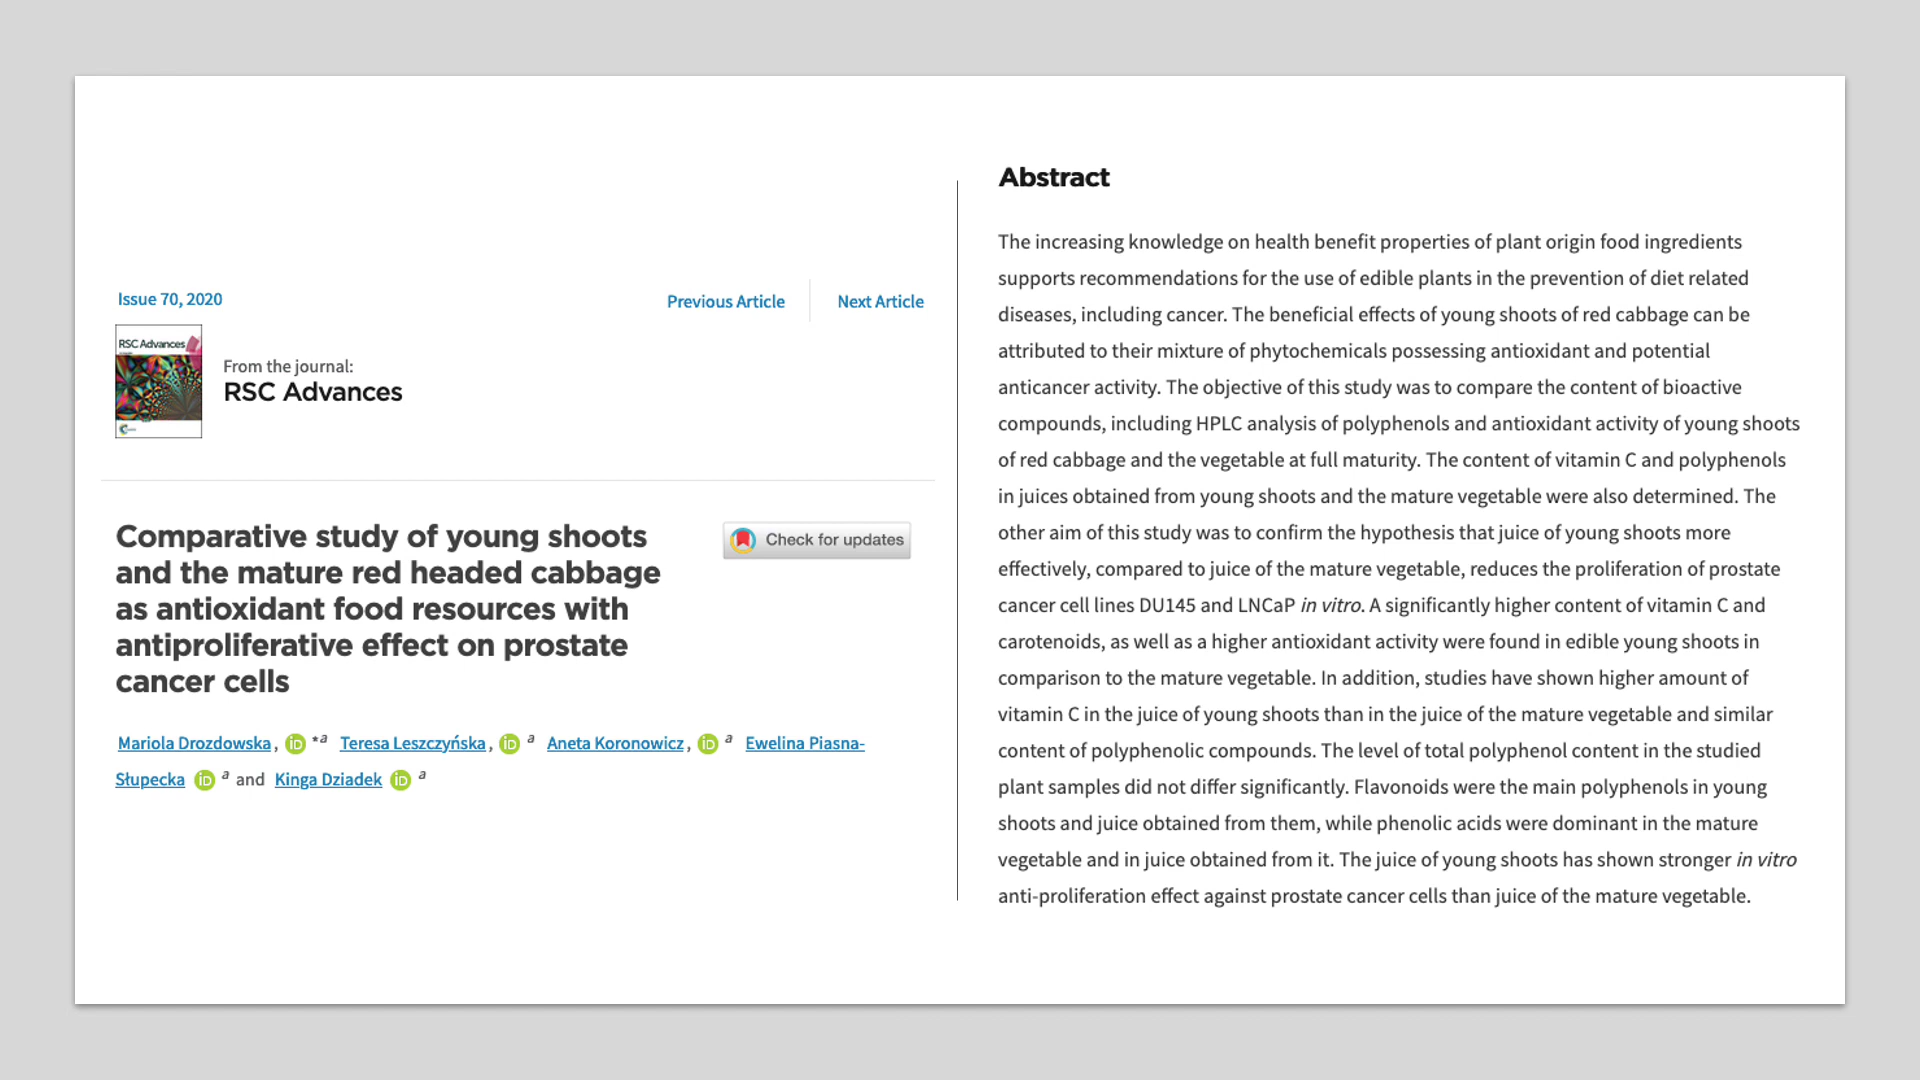 Issue 70, 2020
Previous Article
Next Article
RSC Advances
From the journal:
RSC Advances
Comparative study of young shoots
and the mature red headed cabbage
as antioxidant food resources with
antiproliferative effect on prostate
cancer cells
Check for updates
Mariola Drozdowska, iD *a Teresa Leszczyńska, iD a Aneta Koronowicz, iD a Ewelina Piasna-
Słupecka iD a and Kinga Dziadek iD a
Abstract
The increasing knowledge on health benefit properties of plant origin food ingredients
supports recommendations for the use of edible plants in the prevention of diet related
diseases, including cancer. The beneficial effects of young shoots of red cabbage can be
attributed to their mixture of phytochemicals possessing antioxidant and potential
anticancer activity. The objective of this study was to compare the content of bioactive
compounds, including HPLC analysis of polyphenols and antioxidant activity of young shoots
of red cabbage and the vegetable at full maturity. The content of vitamin C and polyphenols
in juices obtained from young shoots and the mature vegetable were also determined. The
other aim of this study was to confirm the hypothesis that juice of young shoots more
effectively, compared to juice of the mature vegetable, reduces the proliferation of prostate
cancer cell lines DU145 and LNCaP in vitro. A significantly higher content of vitamin C and
carotenoids, as well as a higher antioxidant activity were found in edible young shoots in
comparison to the mature vegetable. In addition, studies have shown higher amount of
vitamin C in the juice of young shoots than in the juice of the mature vegetable and similar
content of polyphenolic compounds. The level of total polyphenol content in the studied
plant samples did not differ significantly. Flavonoids were the main polyphenols in young
shoots and juice obtained from them, while phenolic acids were dominant in the mature
vegetable and in juice obtained from it. The juice of young shoots has shown stronger in vitro
anti-proliferation effect against prostate cancer cells than juice of the mature vegetable.